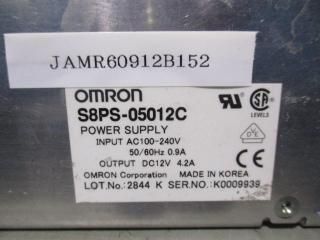 JAMR60912B152
OMRON
S8PS-05012C
POWER SUPPLY
INPUT AC100-240V
50/60Hz 0.9A
OUTPUT DC12V 4.2A
OMRON Corporation MADE IN KOREA
LOT.No.: 2844 K SER.NO.: K0009939
LEVEL5